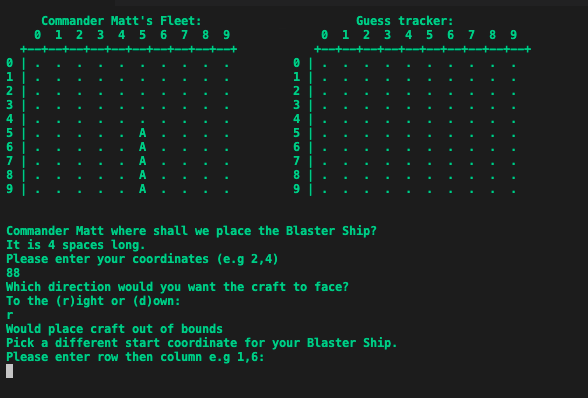 Commander Matt's Fleet: Guess tracker:
0 1 2 3 4 5 6 7 8 9 0 1 2 3 4 5 6 7 8 9
+--+--+--+--+--+--+--+--+--+--+ +--+--+--+--+--+--+--+--+--+--+
0 | . . . . . . . . . . 0 | . . . . . . . . . .
1 | . . . . . . . . . . 1 | . . . . . . . . . .
2 | . . . . . . . . . . 2 | . . . . . . . . . .
3 | . . . . . . . . . . 3 | . . . . . . . . . .
4 | . . . . . . . . . . 4 | . . . . . . . . . .
5 | . . . . . A . . . . 5 | . . . . . . . . . .
6 | . . . . . A . . . . 6 | . . . . . . . . . .
7 | . . . . . A . . . . 7 | . . . . . . . . . .
8 | . . . . . A . . . . 8 | . . . . . . . . . .
9 | . . . . . A . . . . 9 | . . . . . . . . . .
Commander Matt where shall we place the Blaster Ship?
It is 4 spaces long.
Please enter your coordinates (e.g 2,4)
88
Which direction would you want the craft to face?
To the (r)ight or (d)own:
r
Would place craft out of bounds
Pick a different start coordinate for your Blaster Ship.
Please enter row then column e.g 1,6: